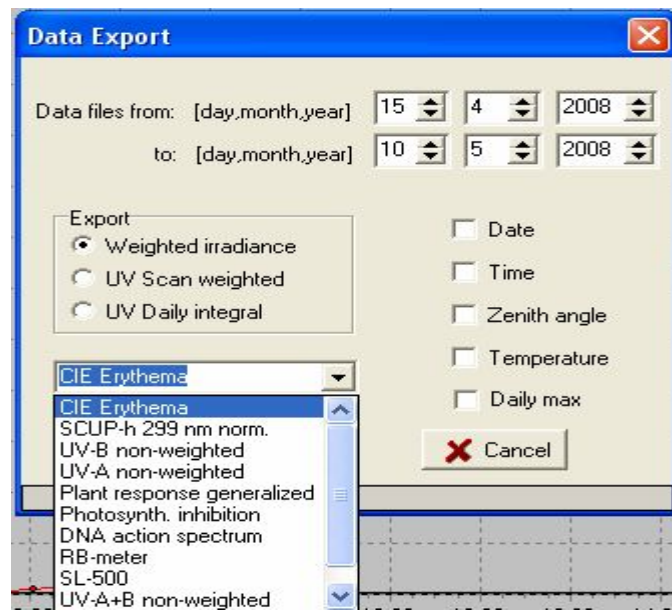 Data Export
Data files from: [day,month,year] 15 4 2008
to: [day,month,year] 10 5 2008
Export
Weighted irradiance
UV Scan weighted
UV Daily integral
Date
Time
Zenith angle
Temperature
Daily max
Cancel
CIE Erythema
CIE Erythema
SCUP-h 299 nm norm.
UV-B non-weighted
UV-A non-weighted
Plant response generalized
Photosynth. inhibition
DNA action spectrum
RB-meter
SL-500
UV-A+B non-weighted